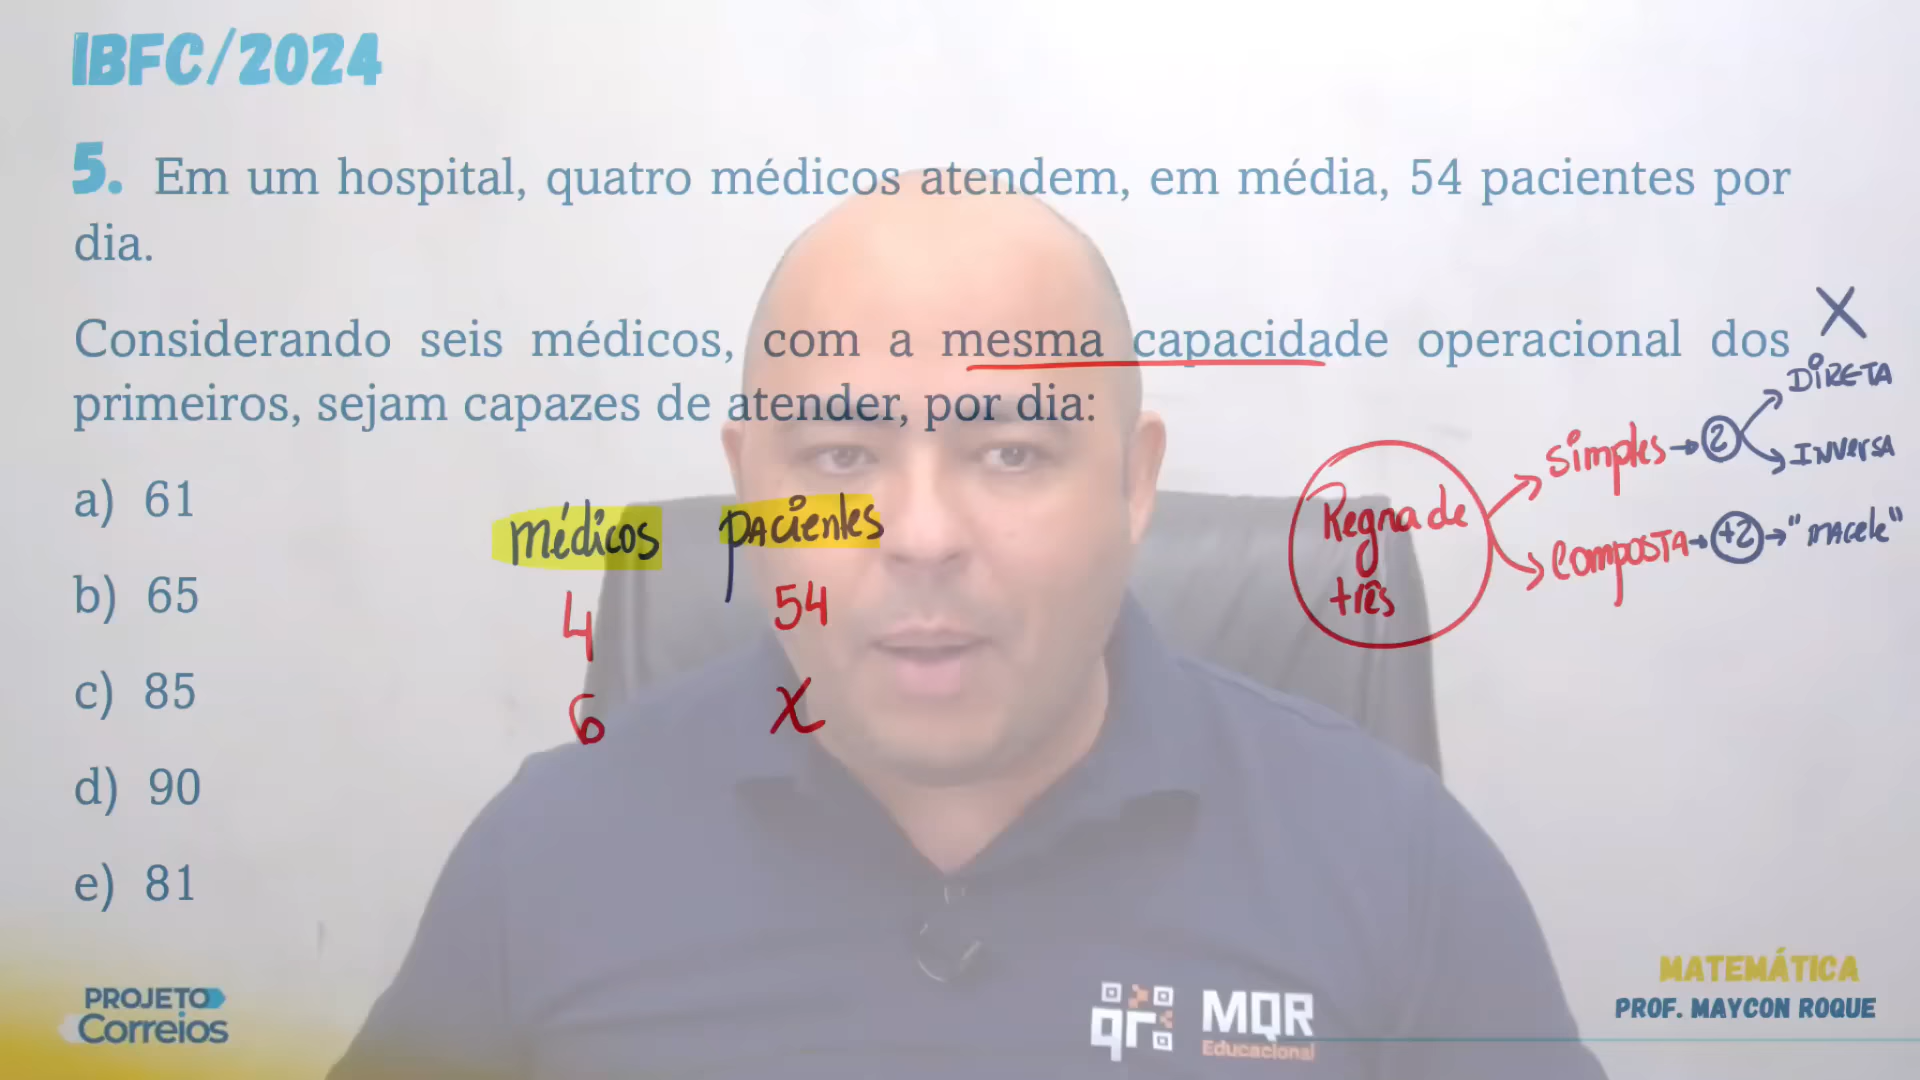 IBFC/2024
5. Em um hospital, quatro médicos atendem, em média, 54 pacientes por
dia.
Considerando seis médicos, com a mesma capacidade operacional dos
primeiros, sejam capazes de atender, por dia:
a) 61
b) 65
c) 85
d) 90
e) 81
médicos pacientes
4 54
6 x
Regra de
três
simples → 2
X
DIRETA
INVERSA
composta → +2 → "macete"
PROJETO
Correios
qr MQR
Educacional
MATEMÁTICA
PROF. MAYCON ROQUE